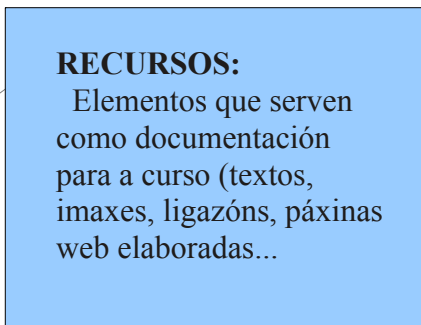 RECURSOS:
Elementos que serven
como documentación
para a curso (textos,
imaxes, ligazóns, páxinas
web elaboradas...